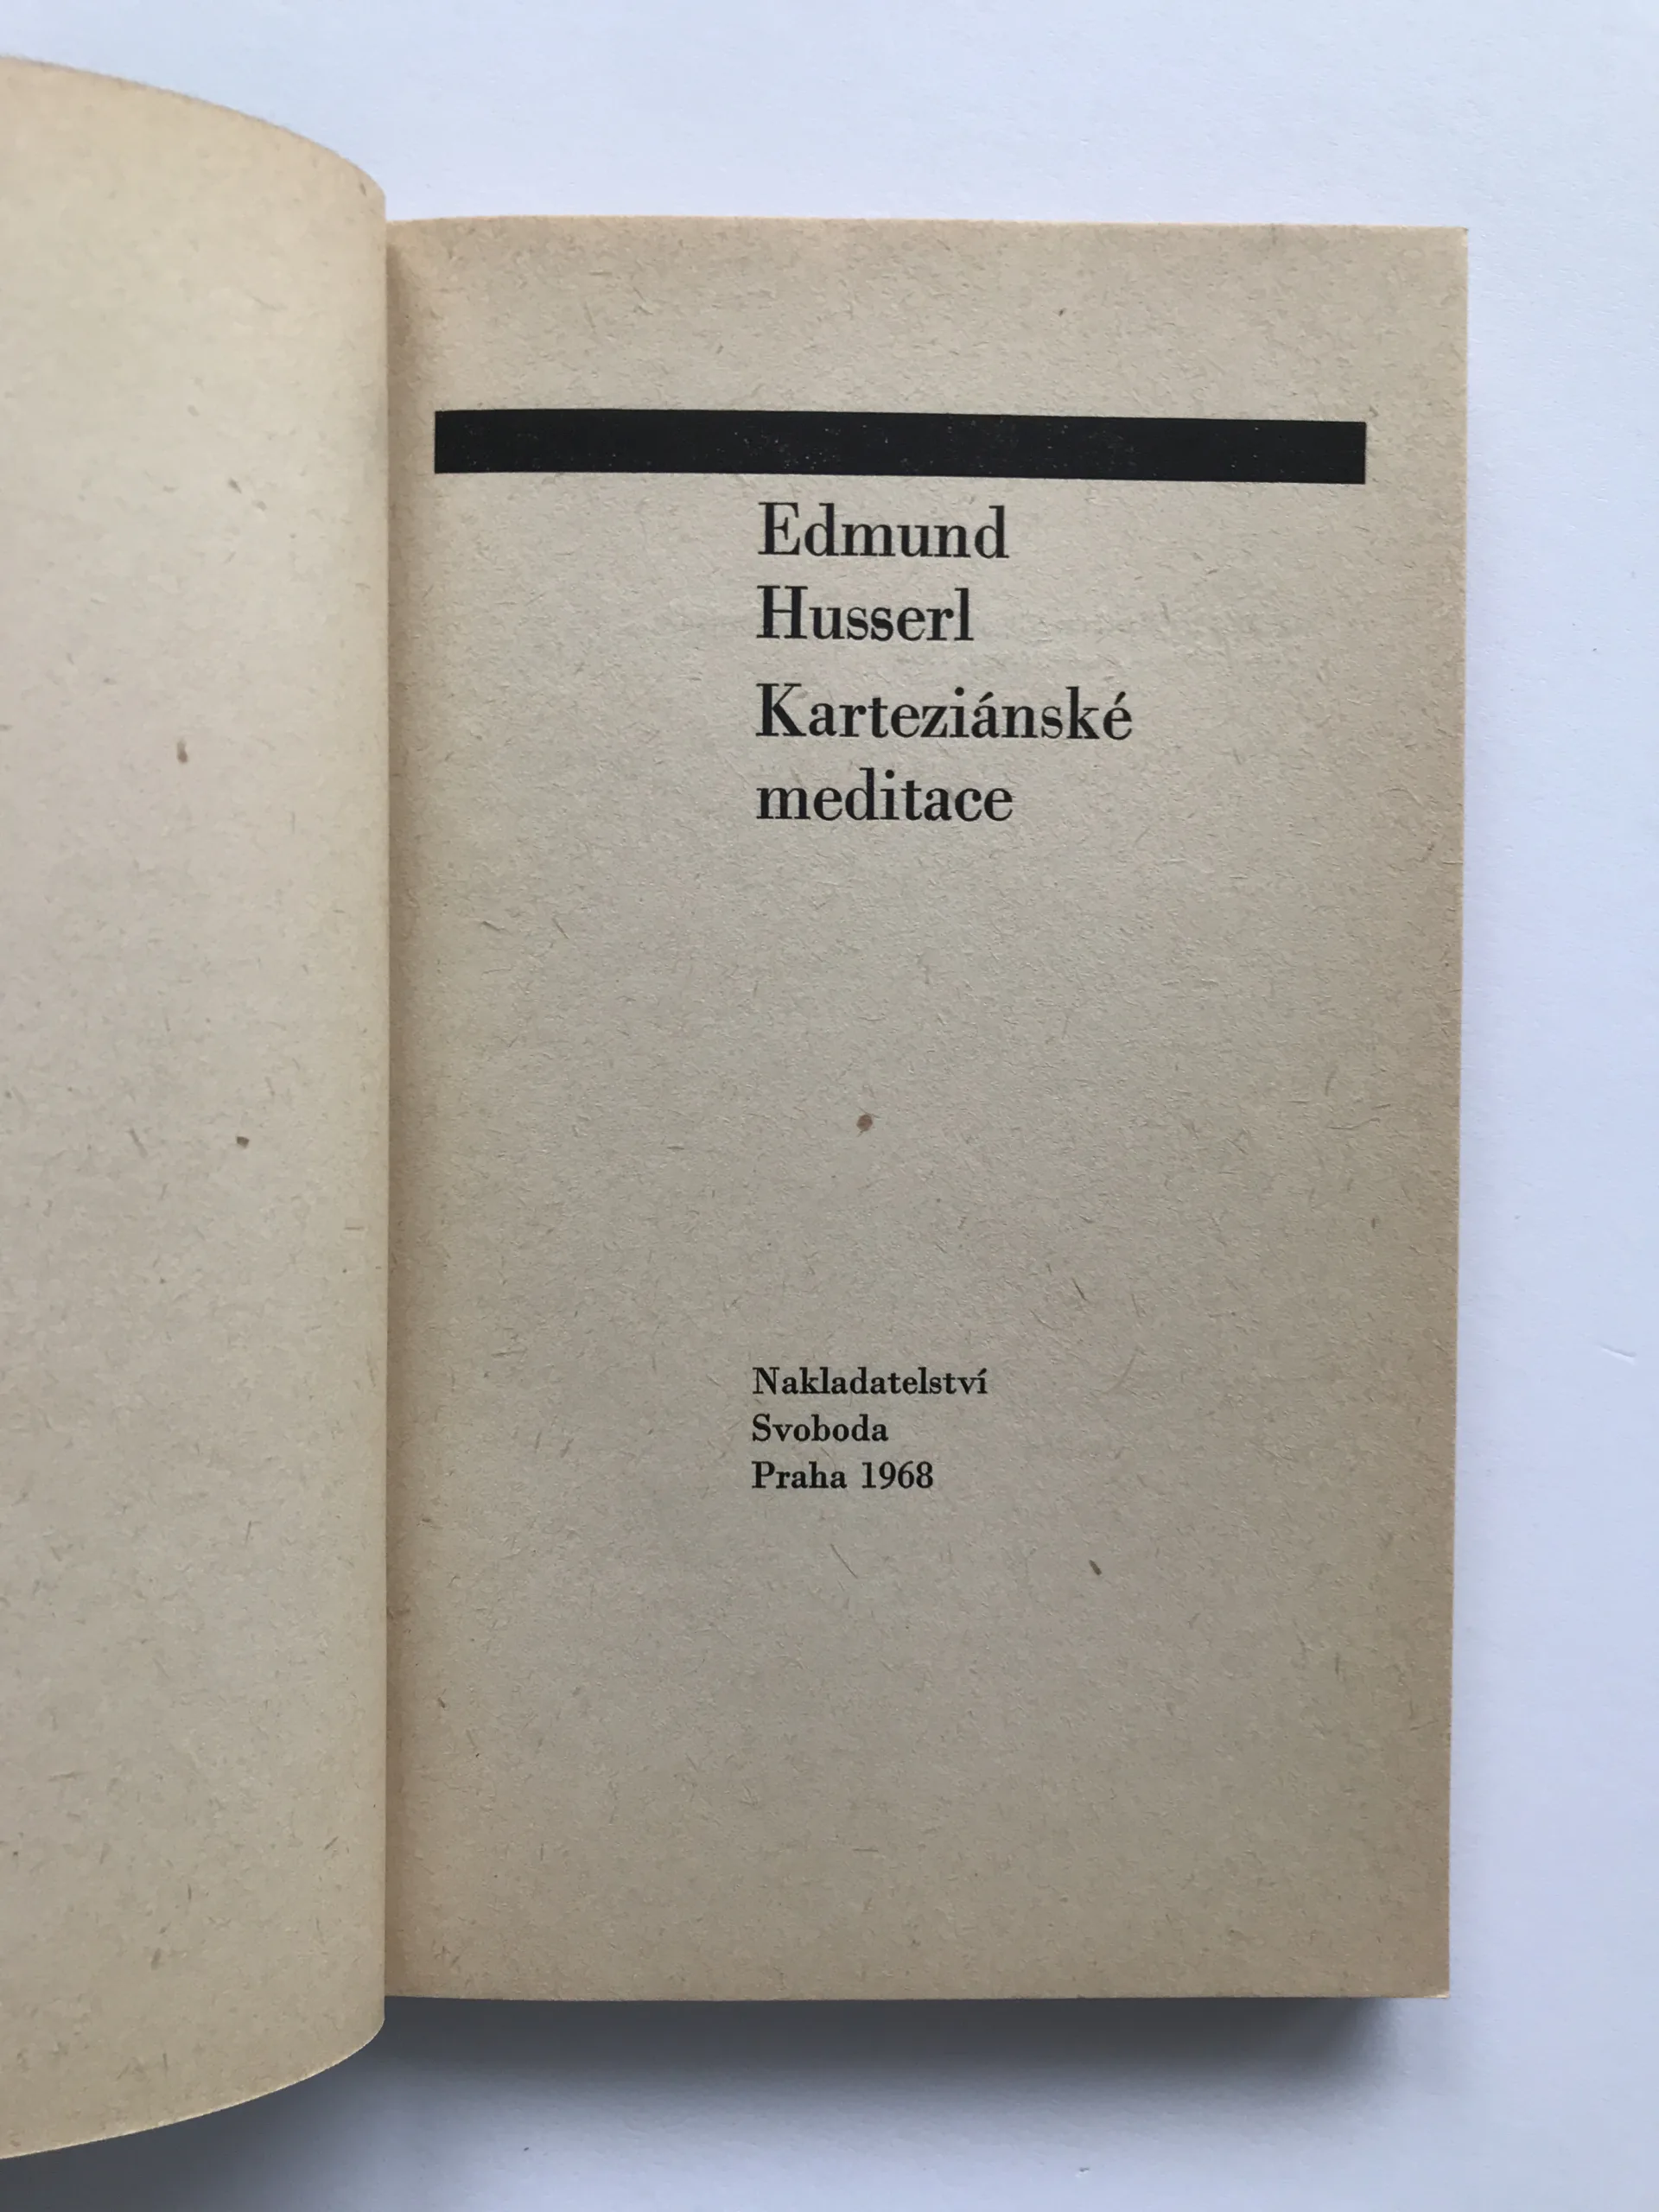 Edmund
Husserl
Karteziánské
meditace
Nakladatelství
Svoboda
Praha 1968